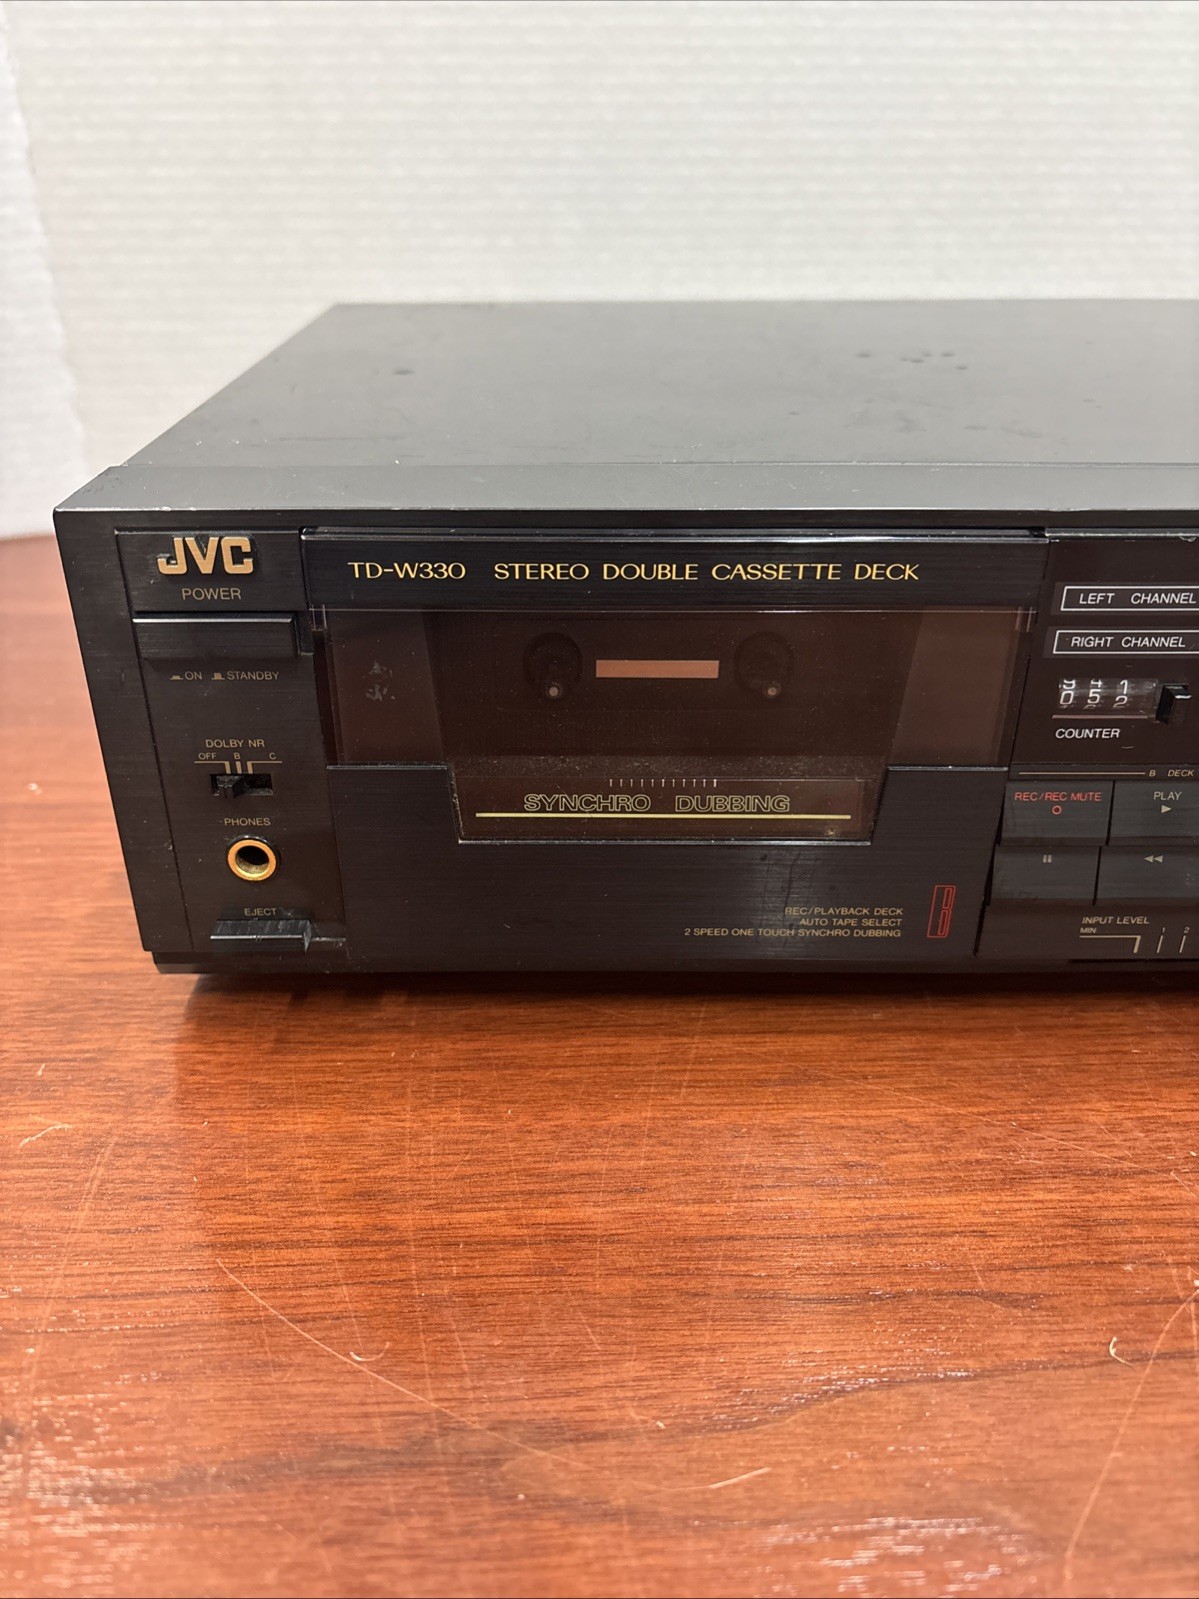 JVC
POWER
ON STANDBY
DOLBY NR
OFF B C
PHONES
EJECT
TD-W330 STEREO DOUBLE CASSETTE DECK
SYNCHRO DUBBING
REC/PLAYBACK DECK
AUTO TAPE SELECT
2 SPEED ONE TOUCH SYNCHRO DUBBING
B
LEFT CHANNEL
RIGHT CHANNEL
COUNTER
B DECK
REC/REC MUTE
PLAY
INPUT LEVEL
MIN 1 2